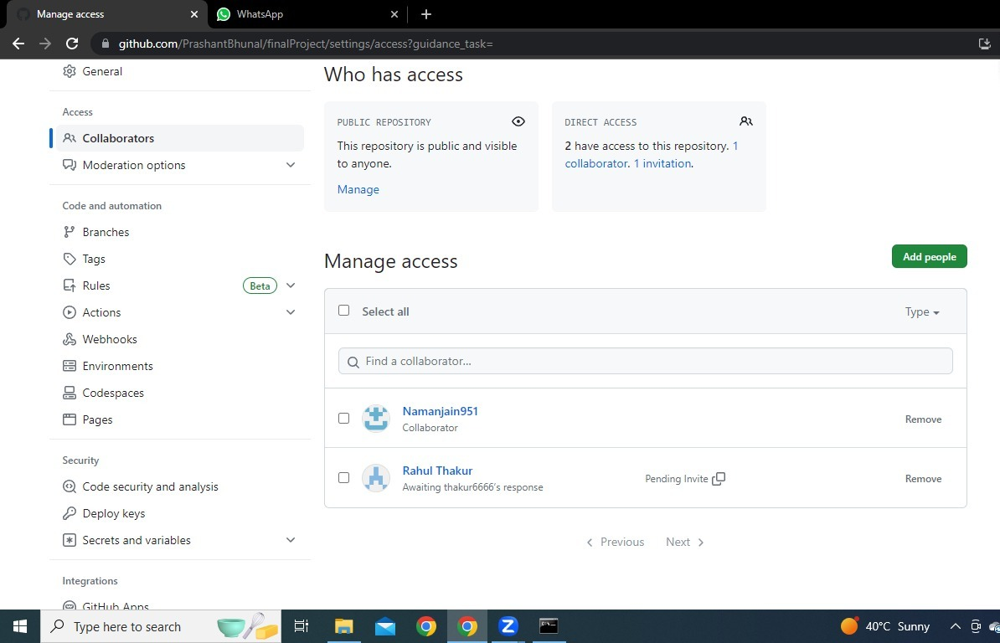 Manage access
WhatsApp
github.com/PrashantBhunal/finalProject/settings/access?guidance_task=
General
Access
Collaborators
Moderation options
Code and automation
Branches
Tags
Rules Beta
Actions
Webhooks
Environments
Codespaces
Pages
Security
Code security and analysis
Deploy keys
Secrets and variables
Integrations
GitHub Apps
Who has access
PUBLIC REPOSITORY
This repository is public and visible
to anyone.
Manage
DIRECT ACCESS
2 have access to this repository. 1
collaborator. 1 invitation.
Manage access
Add people
Select all
Type
Find a collaborator...
Namanjain951
Collaborator
Remove
Rahul Thakur
Awaiting thakur6666's response
Pending Invite
Remove
Previous Next
Type here to search
Z
40°C Sunny